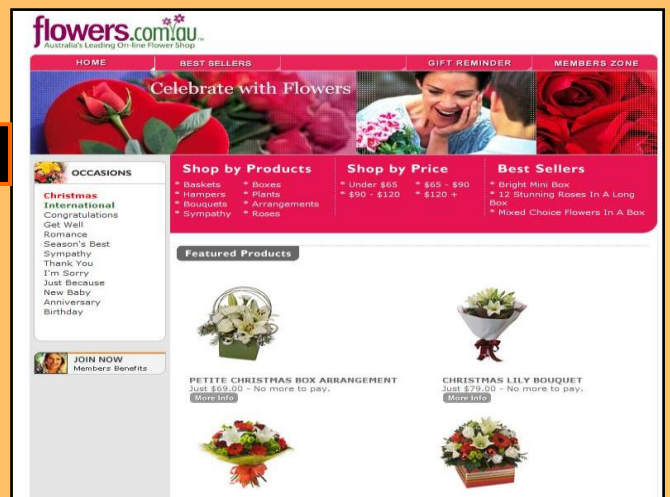 flowers.com.au
Australia's Leading On-line Flower Shop
HOME
BEST SELLERS
GIFT REMINDER
MEMBERS ZONE
Celebrate with Flowers
OCCASIONS
Christmas
International
Congratulations
Get Well
Romance
Season's Best
Sympathy
Thank You
I'm Sorry
Just Because
New Baby
Anniversary
Birthday
JOIN NOW
Members Benefits
Shop by Products
* Baskets * Boxes
* Hampers * Plants
* Bouquets * Arrangements
* Sympathy * Roses
Shop by Price
* Under $65 * $65 - $90
* $90 - $120 * $120 +
Best Sellers
* Bright Mini Box
* 12 Stunning Roses In A Long
Box
* Mixed Choice Flowers In A Box
Featured Products
PETITE CHRISTMAS BOX ARRANGEMENT
Just $69.00 - No more to pay.
More Info
CHRISTMAS LILY BOUQUET
Just $79.00 - No more to pay.
More Info